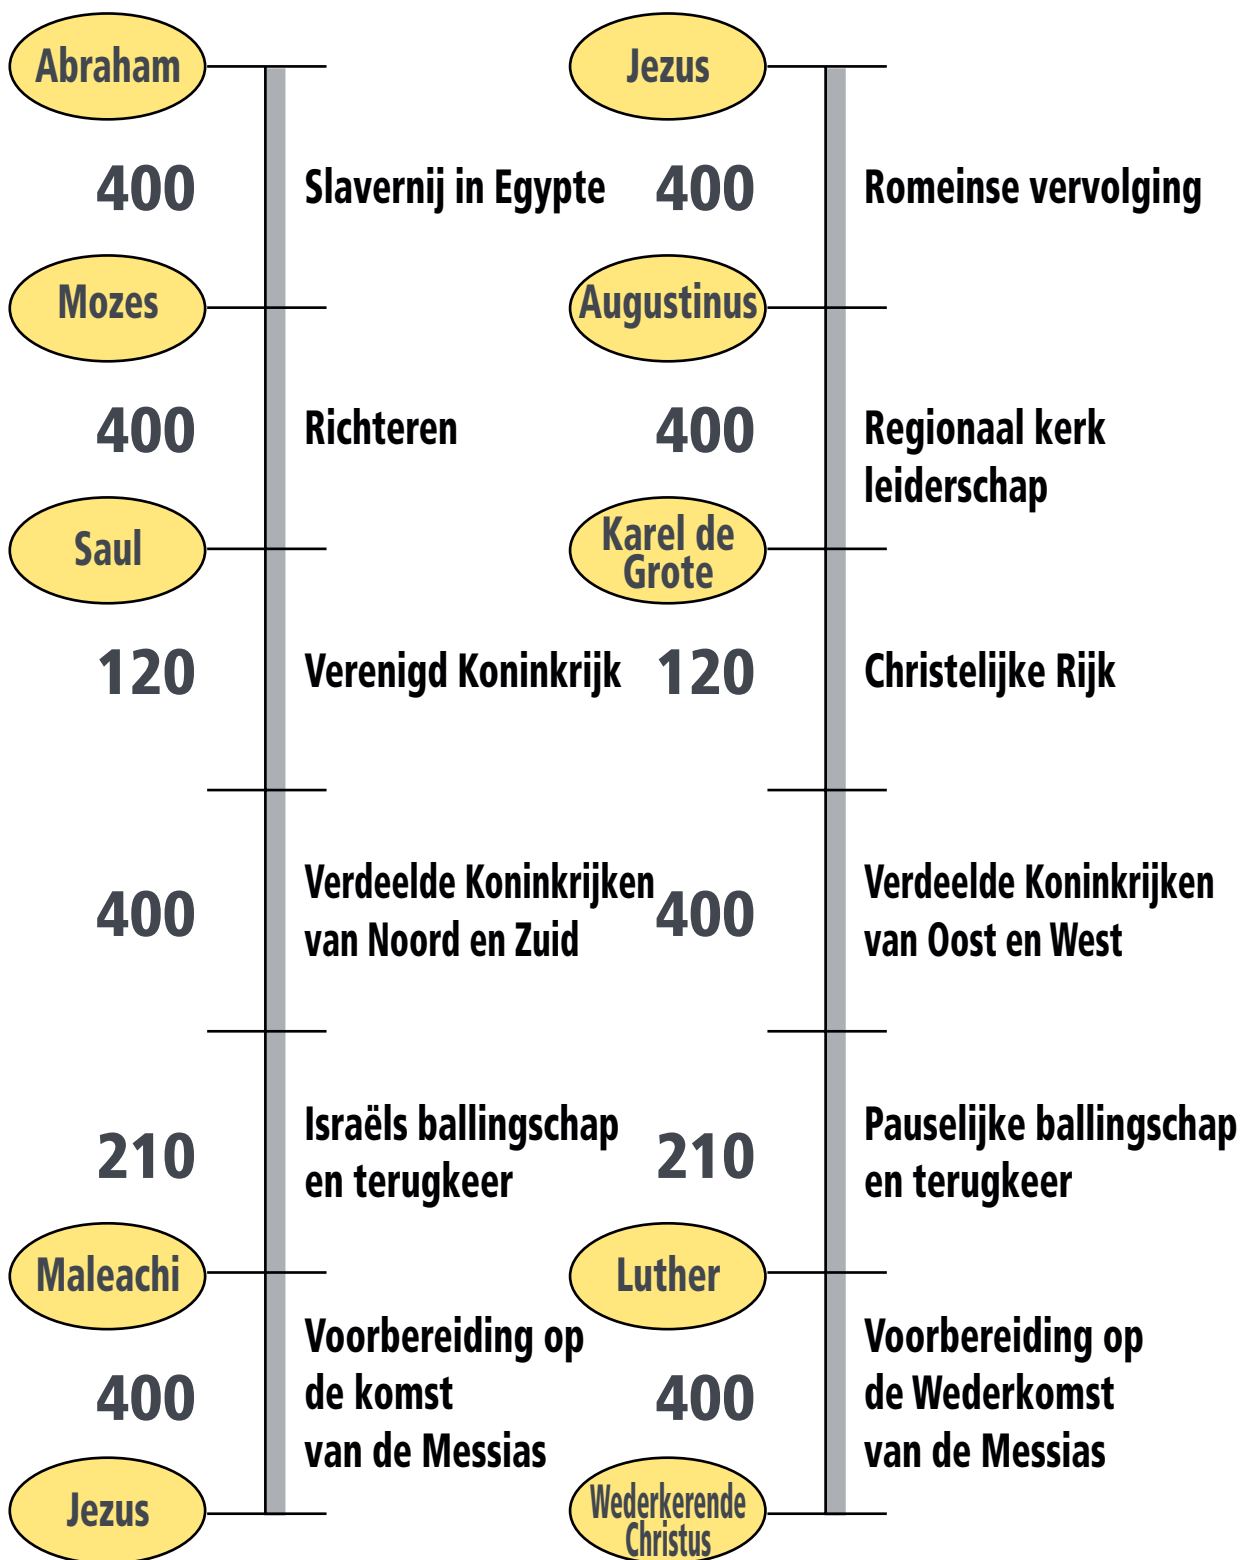 Abraham
400
Slavernij in Egypte
Mozes
400
Richteren
Saul
120
Verenigd Koninkrijk
400
Verdeelde Koninkrijken
van Noord en Zuid
210
Israëls ballingschap
en terugkeer
Maleachi
400
Voorbereiding op
de komst
van de Messias
Jezus
Jezus
400
Romeinse vervolging
Augustinus
400
Regionaal kerk
leiderschap
Karel de
Grote
120
Christelijke Rijk
400
Verdeelde Koninkrijken
van Oost en West
210
Pauselijke ballingschap
en terugkeer
Luther
400
Voorbereiding op
de Wederkomst
van de Messias
Wederkerende
Christus